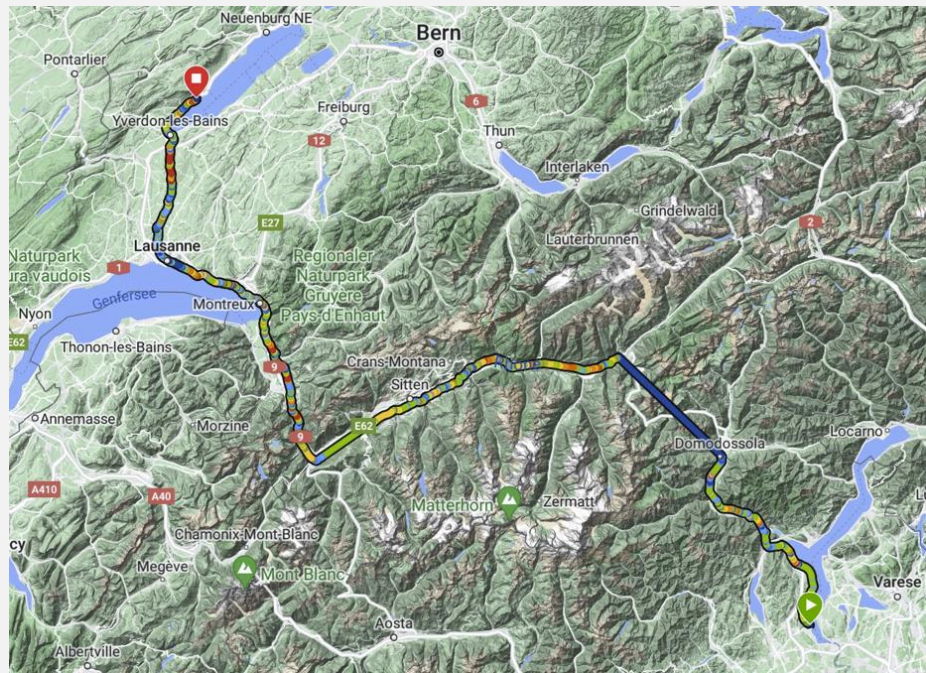 Neuenburg NE
Bern
Pontarlier
6
Freiburg
Yverdon-les-Bains
Thun
12
Interlaken
Grindelwald
E27
2
Lausanne
Lauterbrunnen
Naturpark
ura vaudois
1
Regionaler
Naturpark
Gruyère
Pays-d'Enhaut
Genfersee
Montreux
Nyon
E62
Thonon-les-Bains
Crans-Montana
9
Sitten
Annemasse
Morzine
9
E62
Domodossola
Locarno
A410
A40
Matterhorn
Zermatt
Chamonix-Mont-Blanc
cy
Megève
Mont Blanc
Varese
Aosta
Albertville